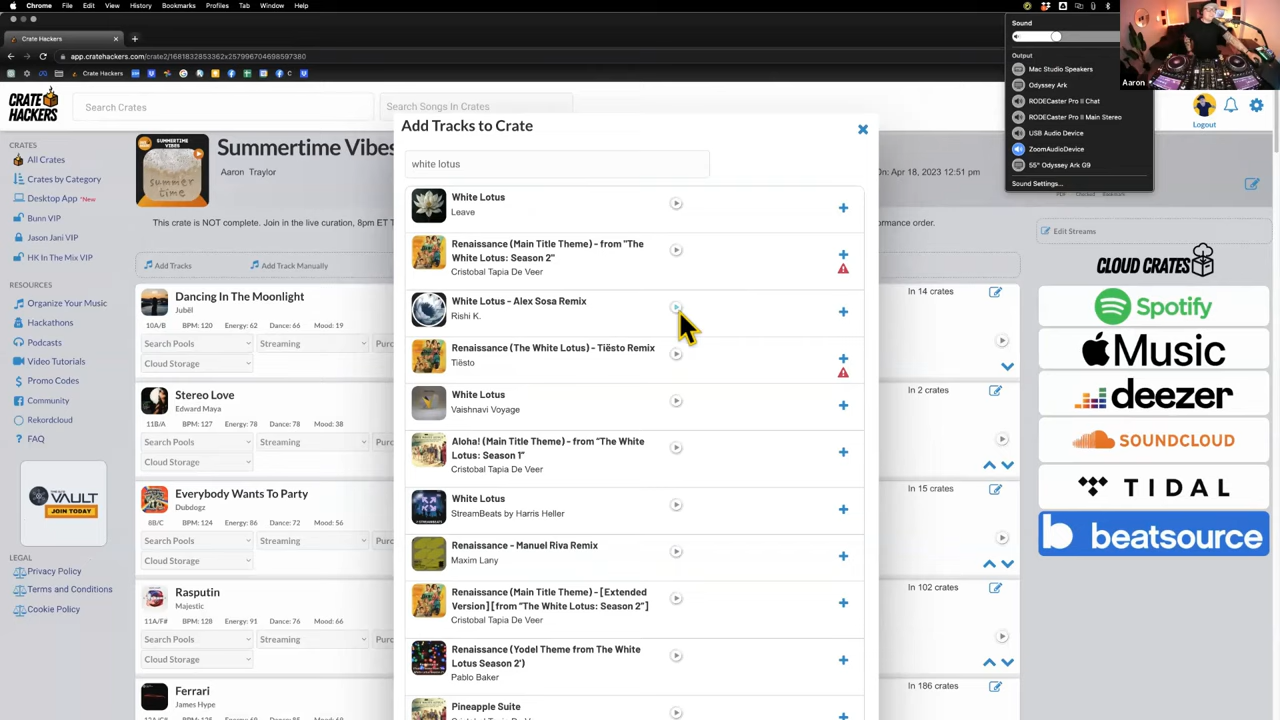 Chrome File Edit View History Bookmarks Profiles Tab Window Help
Crate Hackers
app.cratehackers.com/crate2/1681832853362x257996704698597380
Crate Hackers
CRATE
HACKERS
Search Crates
Search Songs In Crates
Logout
Sound
Output
Mac Studio Speakers
Odyssey Ark
RODECaster Pro II Chat
RODECaster Pro II Main Stereo
USB Audio Device
ZoomAudioDevice
55" Odyssey Ark G9
Sound Settings...
Aaron
CRATES
All Crates
Crates by Category
Desktop App *New
Bunn VIP
Jason Jani VIP
HK In The Mix VIP
RESOURCES
Organize Your Music
Hackathons
Podcasts
Video Tutorials
Promo Codes
Community
Rekordcloud
FAQ
THE VAULT
JOIN TODAY
LEGAL
Privacy Policy
Terms and Conditions
Cookie Policy
SUMMERTIME
VIBES
summer
time
Summertime Vibes
Aaron Traylor
on: Apr 18, 2023 12:51 pm
This crate is NOT complete. Join in the live curation, 8pm ET T
rmance order.
Add Tracks
Add Track Manually
Dancing In The Moonlight
Jubël
10A/B BPM: 120 Energy: 62 Dance: 66 Mood: 19
Search Pools Streaming Purc
Cloud Storage
In 14 crates
Stereo Love
Edward Maya
11B/A BPM: 127 Energy: 78 Dance: 78 Mood: 38
Search Pools Streaming Purc
Cloud Storage
In 2 crates
Everybody Wants To Party
Dubdogz
8B/C BPM: 124 Energy: 86 Dance: 72 Mood: 56
Search Pools Streaming Purc
Cloud Storage
In 15 crates
Rasputin
Majestic
11A/F# BPM: 128 Energy: 91 Dance: 76 Mood: 66
Search Pools Streaming Purc
Cloud Storage
In 102 crates
Ferrari
James Hype
In 186 crates
Add Tracks to Crate
white lotus
White Lotus
Leave
Renaissance (Main Title Theme) - from "The
White Lotus: Season 2"
Cristobal Tapia De Veer
White Lotus - Alex Sosa Remix
Rishi K.
Renaissance (The White Lotus) - Tiësto Remix
Tiësto
White Lotus
Vaishnavi Voyage
Aloha! (Main Title Theme) - from “The White
Lotus: Season 1”
Cristobal Tapia De Veer
White Lotus
StreamBeats by Harris Heller
Renaissance - Manuel Riva Remix
Maxim Lany
Renaissance (Main Title Theme) - [Extended
Version] [from “The White Lotus: Season 2”]
Cristobal Tapia De Veer
Renaissance (Yodel Theme from The White
Lotus Season 2')
Pablo Baker
Pineapple Suite
Edit Streams
CLOUD CRATES
Spotify
Apple Music
deezer
SOUNDCLOUD
TIDAL
beatsource